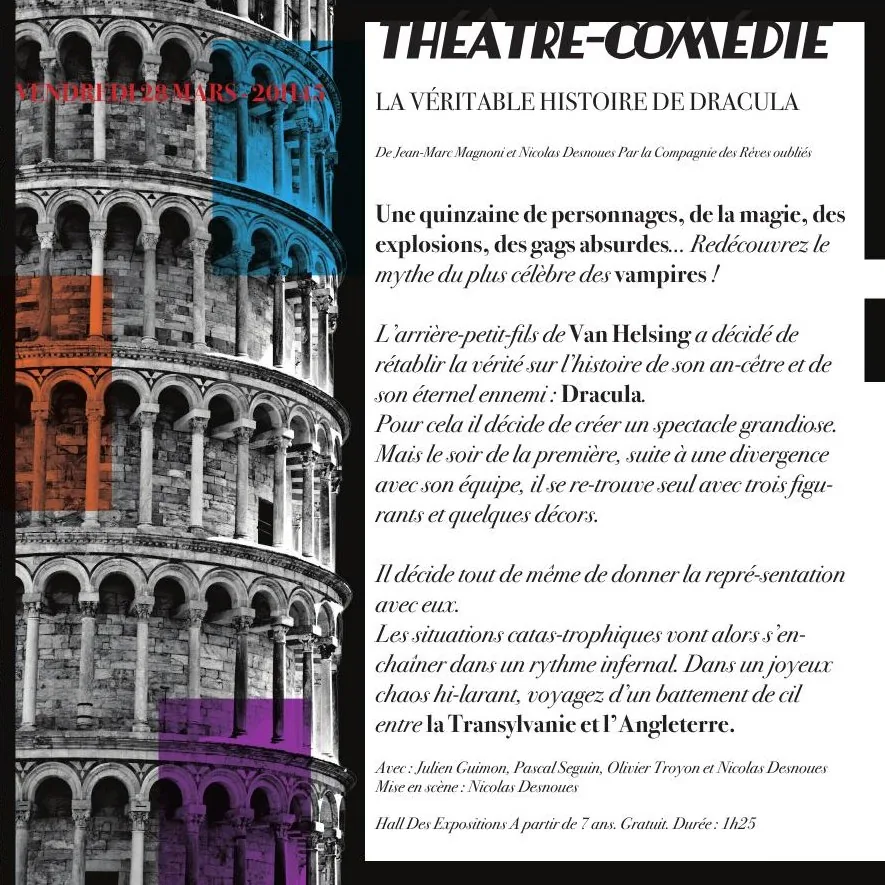 THÉÂTRE-COMÉDIE
VENDREDI 28 MARS - 20H45
LA VÉRITABLE HISTOIRE DE DRACULA
De Jean-Marc Magnoni et Nicolas Desnoues Par la Compagnie des Rêves oubliés
Une quinzaine de personnages, de la magie, des
explosions, des gags absurdes... Redécouvrez le
mythe du plus célèbre des vampires !
L'arrière-petit-fils de Van Helsing a décidé de
rétablir la vérité sur l'histoire de son an-cêtre et de
son éternel ennemi : Dracula.
Pour cela il décide de créer un spectacle grandiose.
Mais le soir de la première, suite à une divergence
avec son équipe, il se re-trouve seul avec trois figu-
rants et quelques décors.
Il décide tout de même de donner la repré-sentation
avec eux.
Les situations catas-trophiques vont alors s'en-
chaîner dans un rythme infernal. Dans un joyeux
chaos hi-larant, voyagez d'un battement de cil
entre la Transylvanie et l'Angleterre.
Avec : Julien Guimon, Pascal Seguin, Olivier Troyon et Nicolas Desnoues
Mise en scène : Nicolas Desnoues
Hall Des Expositions A partir de 7 ans. Gratuit. Durée : 1h25